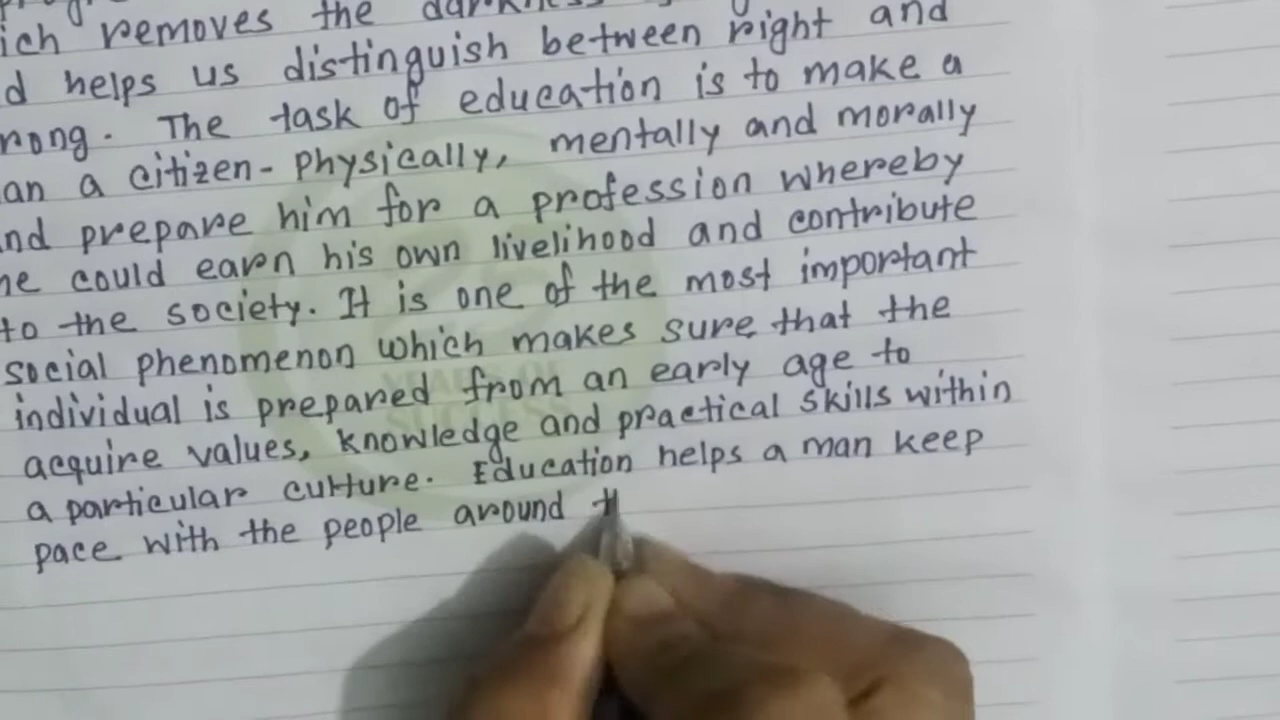 removes the
d helps us distinguish between right and
rong. The task of education is to make a
an a citizen - physically, mentally and morally
nd prepare him for a profession whereby
he could earn his own livelihood and contribute
to the society. It is one of the most important
social phenomenon which makes sure that the
individual is prepared from an early age to
acquire values, knowledge and practical skills within
a particular culture. Education helps a man keep
pace with the people around
YEARS OF
SUCCESS